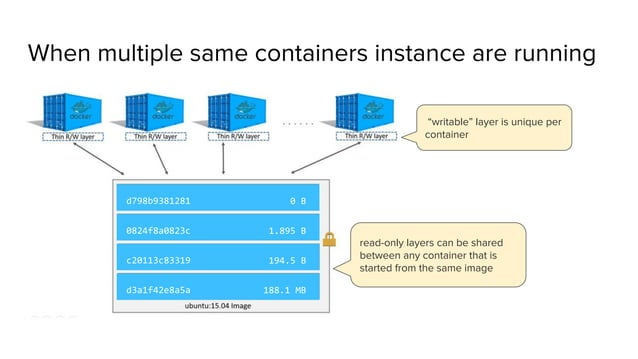 When multiple same containers instance are running
docker docker docker docker
Thin R/W layer Thin R/W layer Thin R/W layer ...... Thin R/W layer
“writable” layer is unique per
container
d798b9381281 0 B
0824f8a0823c 1.895 B
c20113c83319 194.5 B
d3a1f42e8a5a 188.1 MB
ubuntu:15.04 Image
read-only layers can be shared
between any container that is
started from the same image